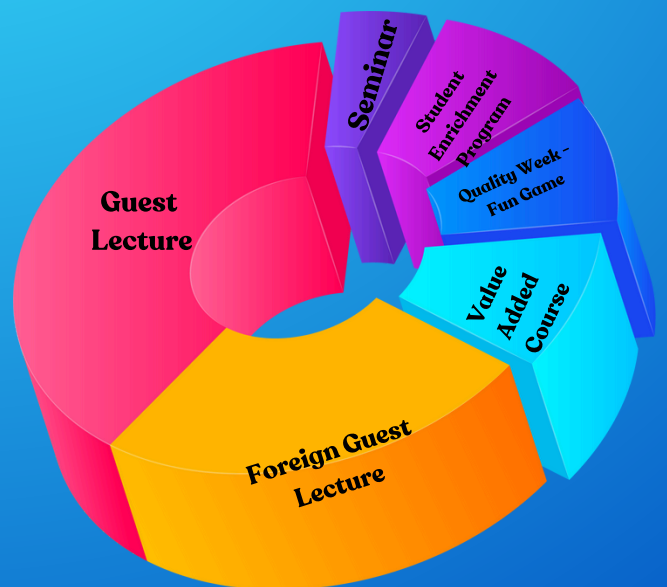 Seminar
Student
Enrichment
Program
Quality Week -
Fun Game
Value
Added
Course
Foreign Guest
Lecture
Guest
Lecture